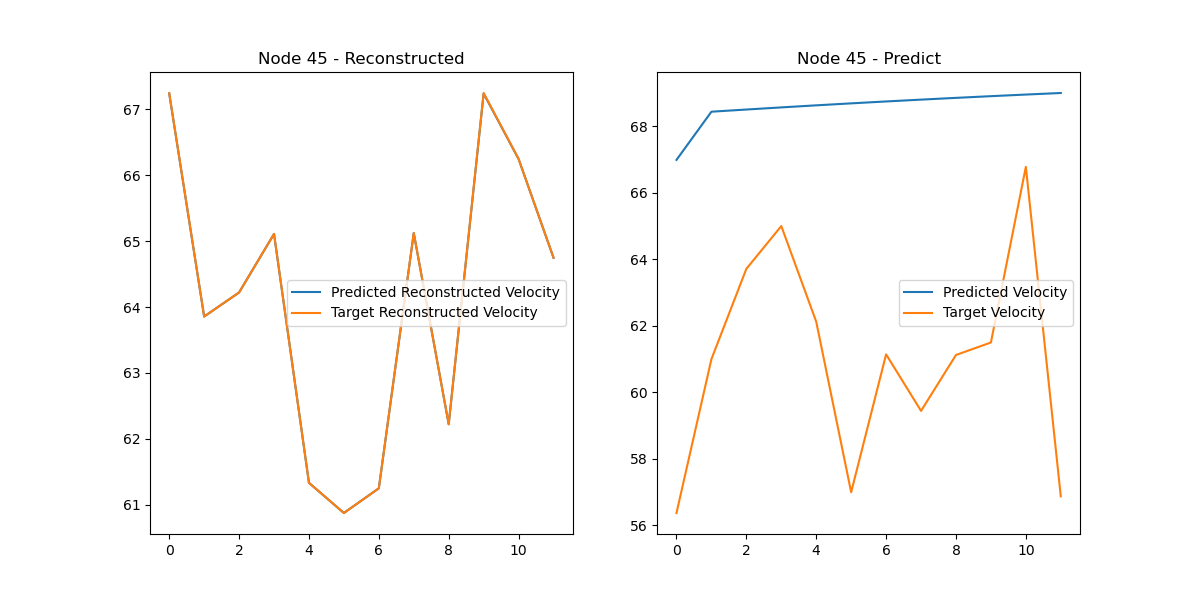 Node 45 - Reconstructed
67
66
65
64
63
62
61
0 2 4 6 8 10
Predicted Reconstructed Velocity
Target Reconstructed Velocity
Node 45 - Predict
68
66
64
62
60
58
56
0 2 4 6 8 10
Predicted Velocity
Target Velocity